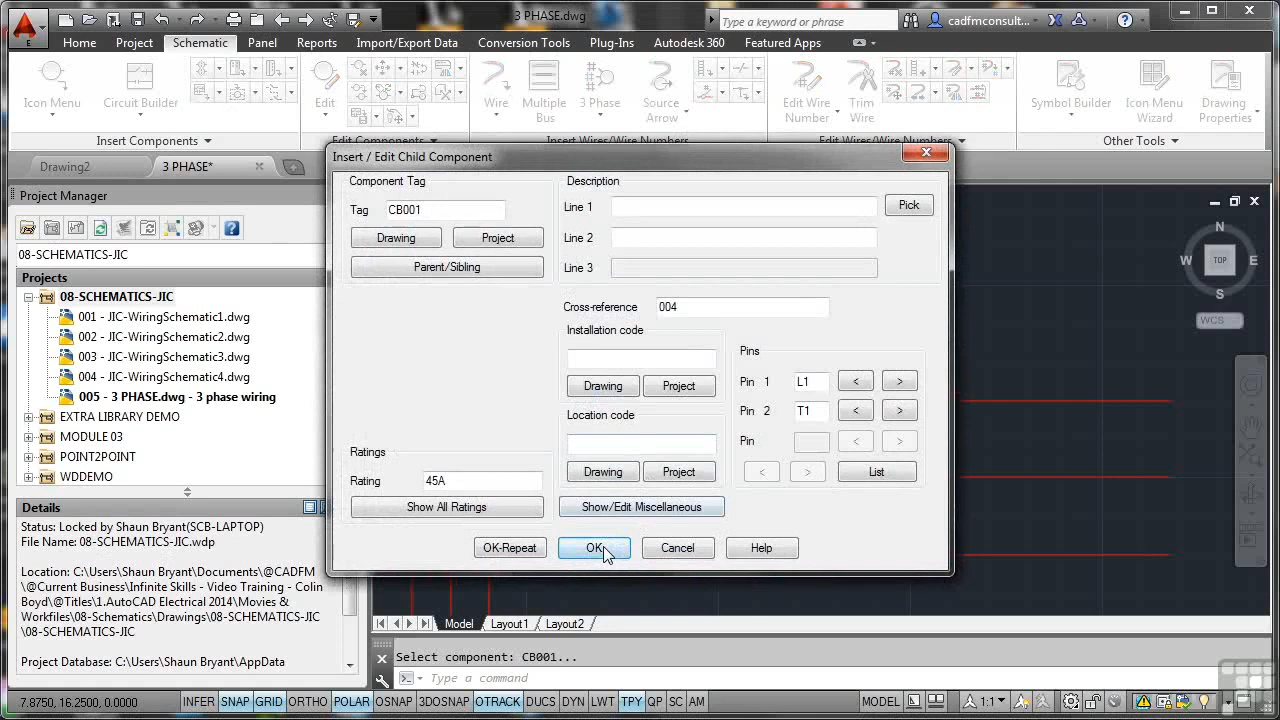 3 PHASE.dwg
Type a keyword or phrase
cadfmconsult...
E
Home Project Schematic Panel Reports Import/Export Data Conversion Tools Plug-Ins Autodesk 360 Featured Apps
Icon Menu
Circuit Builder
Edit
Wire
Multiple Bus
3 Phase
Source Arrow
Edit Wire Number
Trim Wire
Symbol Builder
Icon Menu Wizard
Drawing Properties
Insert Components
Edit Components
Insert Wires/Wire Numbers
Edit Wires/Wire Numbers
Other Tools
Drawing2
3 PHASE*
Project Manager
08-SCHEMATICS-JIC
Projects
08-SCHEMATICS-JIC
001 - JIC-WiringSchematic1.dwg
002 - JIC-WiringSchematic2.dwg
003 - JIC-WiringSchematic3.dwg
004 - JIC-WiringSchematic4.dwg
005 - 3 PHASE.dwg - 3 phase wiring
EXTRA LIBRARY DEMO
MODULE 03
POINT2POINT
WDDEMO
Details
Status: Locked by Shaun Bryant(SCB-LAPTOP)
File Name: 08-SCHEMATICS-JIC.wdp
Location: C:\Users\Shaun Bryant\Documents\@CADFM
\@Current Business\Infinite Skills - Video Training - Colin
Boyd\@Titles\1.AutoCAD Electrical 2014\Movies &
Workfiles\08-Schematics\Drawings\08-SCHEMATICS-JIC
\08-SCHEMATICS-JIC
Project Database: C:\Users\Shaun Bryant\AppData
Insert / Edit Child Component
Component Tag
Tag CB001
Drawing Project
Parent/Sibling
Ratings
Rating 45A
Show All Ratings
Description
Line 1 Pick
Line 2
Line 3
Cross-reference 004
Installation code
Drawing Project
Location code
Drawing Project
Show/Edit Miscellaneous
Pins
Pin 1 L1 < >
Pin 2 T1 < >
Pin < >
< > List
OK-Repeat OK Cancel Help
N
W TOP E
S
WCS
Model Layout1 Layout2
Select component: CB001...
Type a command
7.8750, 16.2500, 0.0000 INFER SNAP GRID ORTHO POLAR OSNAP 3DOSNAP OTRACK DUCS DYN LWT TPY QP SC AM MODEL 1:1